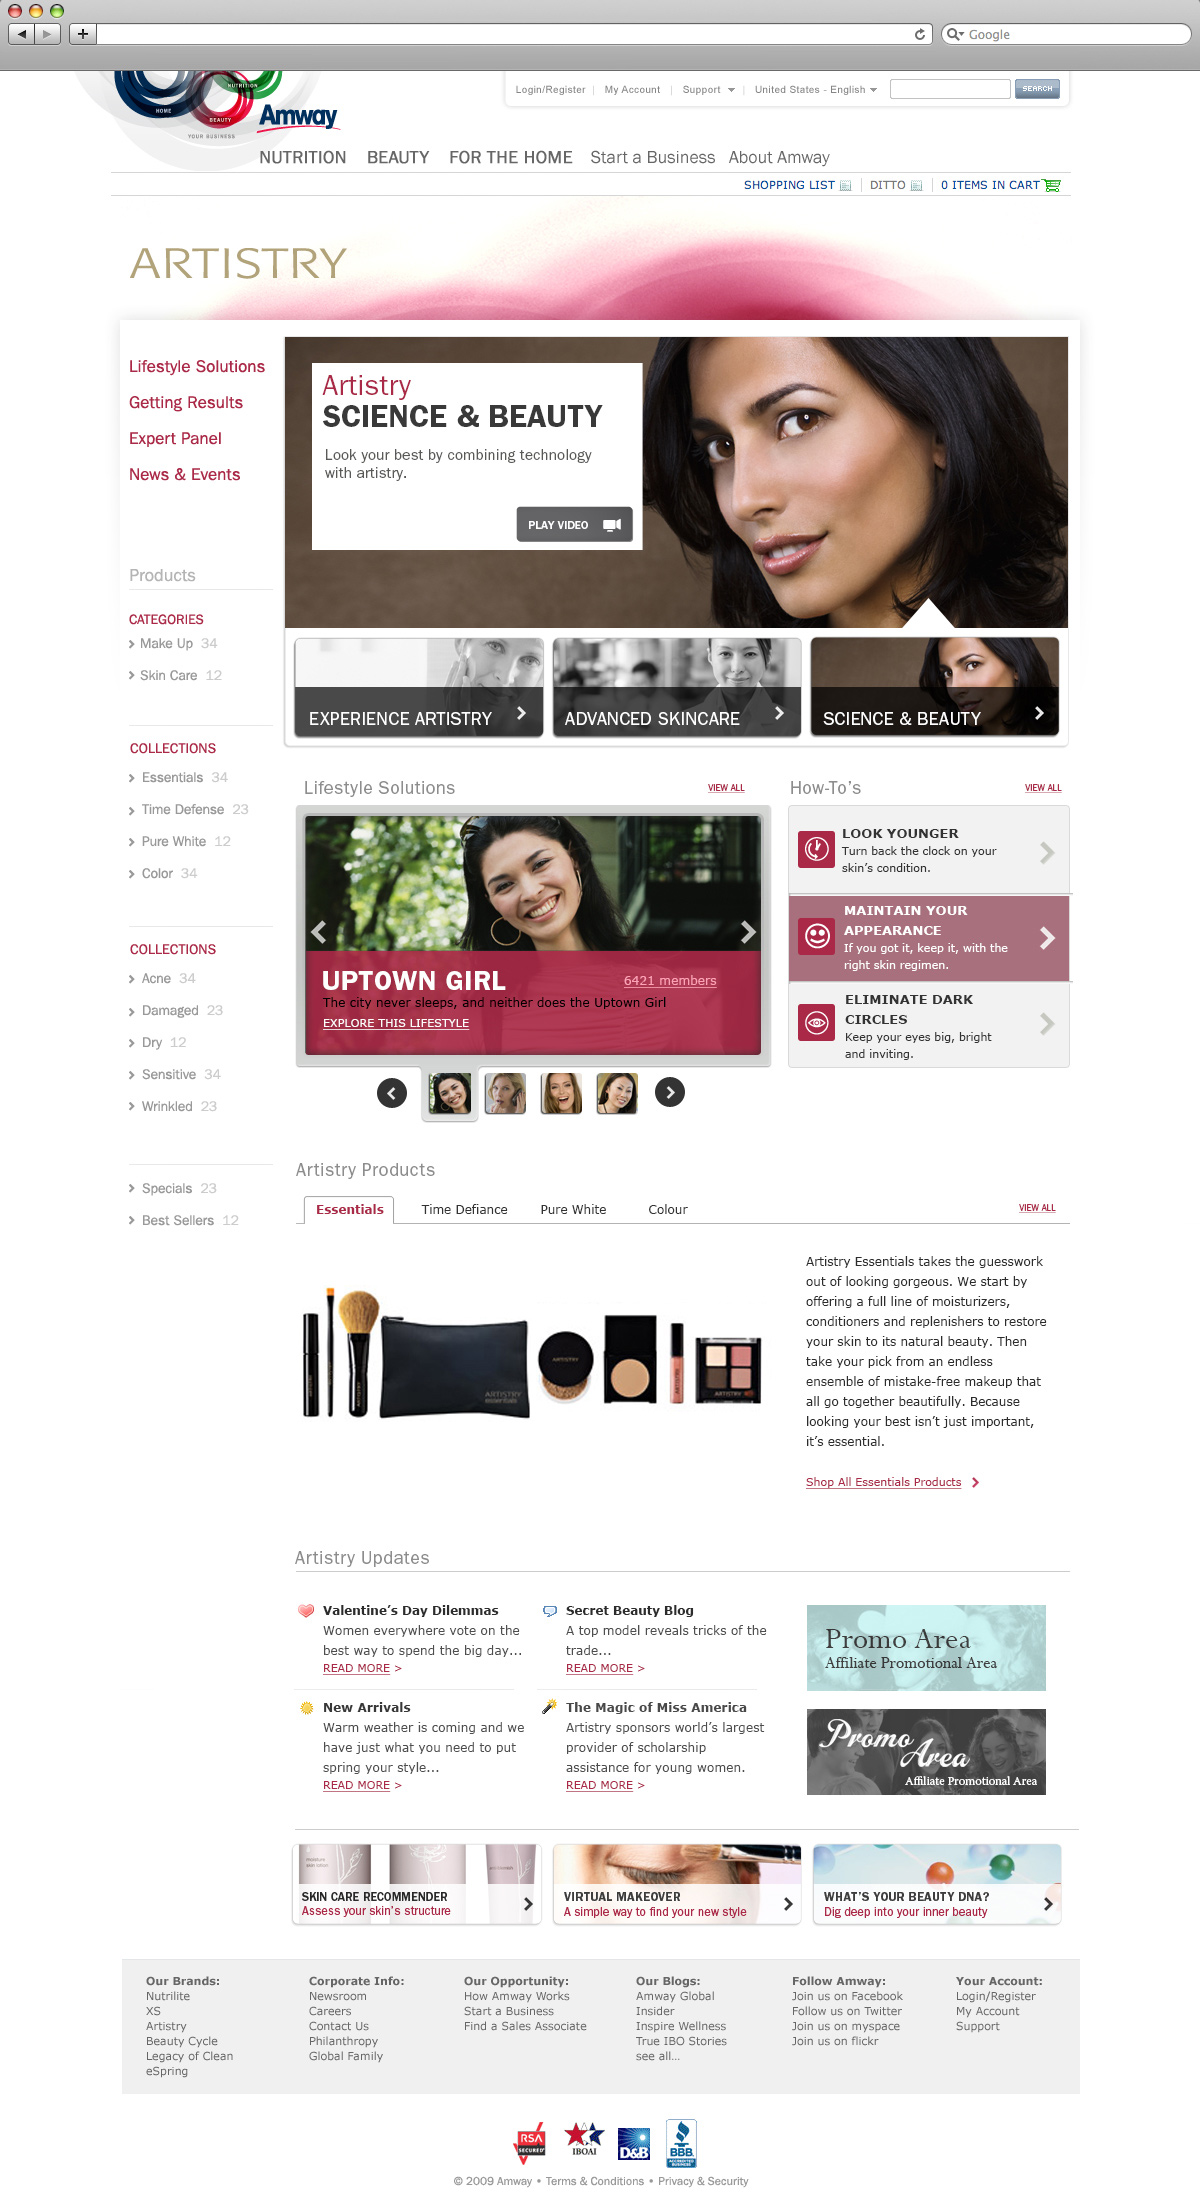 Google
NUTRITION
HOME
BEAUTY
YOUR BUSINESS
Amway
Login/Register
My Account
Support
United States - English
SEARCH
NUTRITION
BEAUTY
FOR THE HOME
Start a Business
About Amway
SHOPPING LIST
DITTO
0 ITEMS IN CART
ARTISTRY
Lifestyle Solutions
Getting Results
Expert Panel
News & Events
Products
CATEGORIES
Make Up 34
Skin Care 12
COLLECTIONS
Essentials 34
Time Defense 23
Pure White 12
Color 34
COLLECTIONS
Acne 34
Damaged 23
Dry 12
Sensitive 34
Wrinkled 23
Specials 23
Best Sellers 12
Artistry
SCIENCE & BEAUTY
Look your best by combining technology
with artistry.
PLAY VIDEO
EXPERIENCE ARTISTRY
ADVANCED SKINCARE
SCIENCE & BEAUTY
Lifestyle Solutions
VIEW ALL
UPTOWN GIRL
6421 members
The city never sleeps, and neither does the Uptown Girl
EXPLORE THIS LIFESTYLE
How-To's
VIEW ALL
LOOK YOUNGER
Turn back the clock on your
skin's condition.
MAINTAIN YOUR
APPEARANCE
If you got it, keep it, with the
right skin regimen.
ELIMINATE DARK
CIRCLES
Keep your eyes big, bright
and inviting.
Artistry Products
Essentials
Time Defiance
Pure White
Colour
VIEW ALL
ARTISTRY
essentials
ARTISTRY
ARTISTRY
Artistry Essentials takes the guesswork
out of looking gorgeous. We start by
offering a full line of moisturizers,
conditioners and replenishers to restore
your skin to its natural beauty. Then
take your pick from an endless
ensemble of mistake-free makeup that
all go together beautifully. Because
looking your best isn't just important,
it's essential.
Shop All Essentials Products
Artistry Updates
Valentine's Day Dilemmas
Women everywhere vote on the
best way to spend the big day...
READ MORE >
Secret Beauty Blog
A top model reveals tricks of the
trade...
READ MORE >
New Arrivals
Warm weather is coming and we
have just what you need to put
spring your style...
READ MORE >
The Magic of Miss America
Artistry sponsors world's largest
provider of scholarship
assistance for young women.
READ MORE >
Promo Area
Affiliate Promotional Area
Promo
Area
Affiliate Promotional Area
moisture
skin lotion
SKIN CARE RECOMMENDER
Assess your skin's structure
VIRTUAL MAKEOVER
A simple way to find your new style
WHAT'S YOUR BEAUTY DNA?
Dig deep into your inner beauty
Our Brands:
Nutrilite
XS
Artistry
Beauty Cycle
Legacy of Clean
eSpring
Corporate Info:
Newsroom
Careers
Contact Us
Philanthropy
Global Family
Our Opportunity:
How Amway Works
Start a Business
Find a Sales Associate
Our Blogs:
Amway Global
Insider
Inspire Wellness
True IBO Stories
see all...
Follow Amway:
Join us on Facebook
Follow us on Twitter
Join us on myspace
Join us on flickr
Your Account:
Login/Register
My Account
Support
RSA
SECURED
IBOAI
D&B
BBB
ACCREDITED
BUSINESS
© 2009 Amway • Terms & Conditions • Privacy & Security